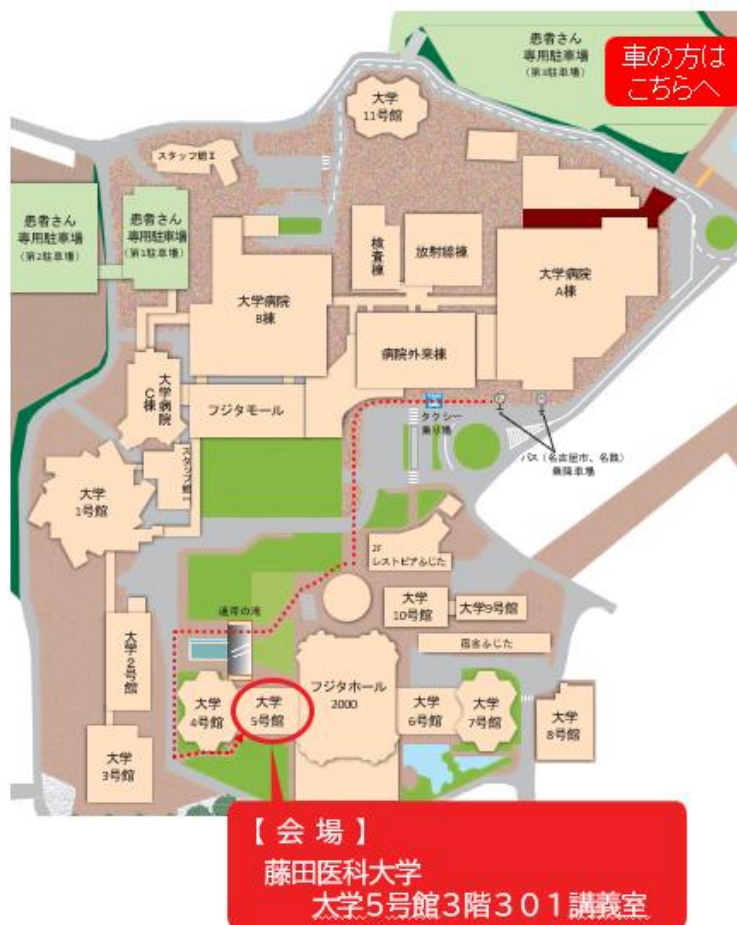 患者さん
専用駐車場
(第3駐車場)
車の方は
こちらへ
大学
11号館
スタッフ館Ⅱ
患者さん
専用駐車場
(第2駐車場)
患者さん
専用駐車場
(第1駐車場)
検査棟
放射線棟
大学病院
A棟
大学病院
B棟
病院外来棟
大学病院
C棟
フジタモール
タクシー
乗り場
バス(名古屋市、名鉄)
乗降車場
大学
1号館
スタッフ館Ⅰ
2F
レストピアふじた
大学
10号館
大学9号館
連帯の滝
宿舎ふじた
大学2号館
大学
4号館
大学
5号館
フジタホール
2000
大学
6号館
大学
7号館
大学
8号館
大学
3号館
【会場】
藤田医科大学
大学5号館3階301講義室